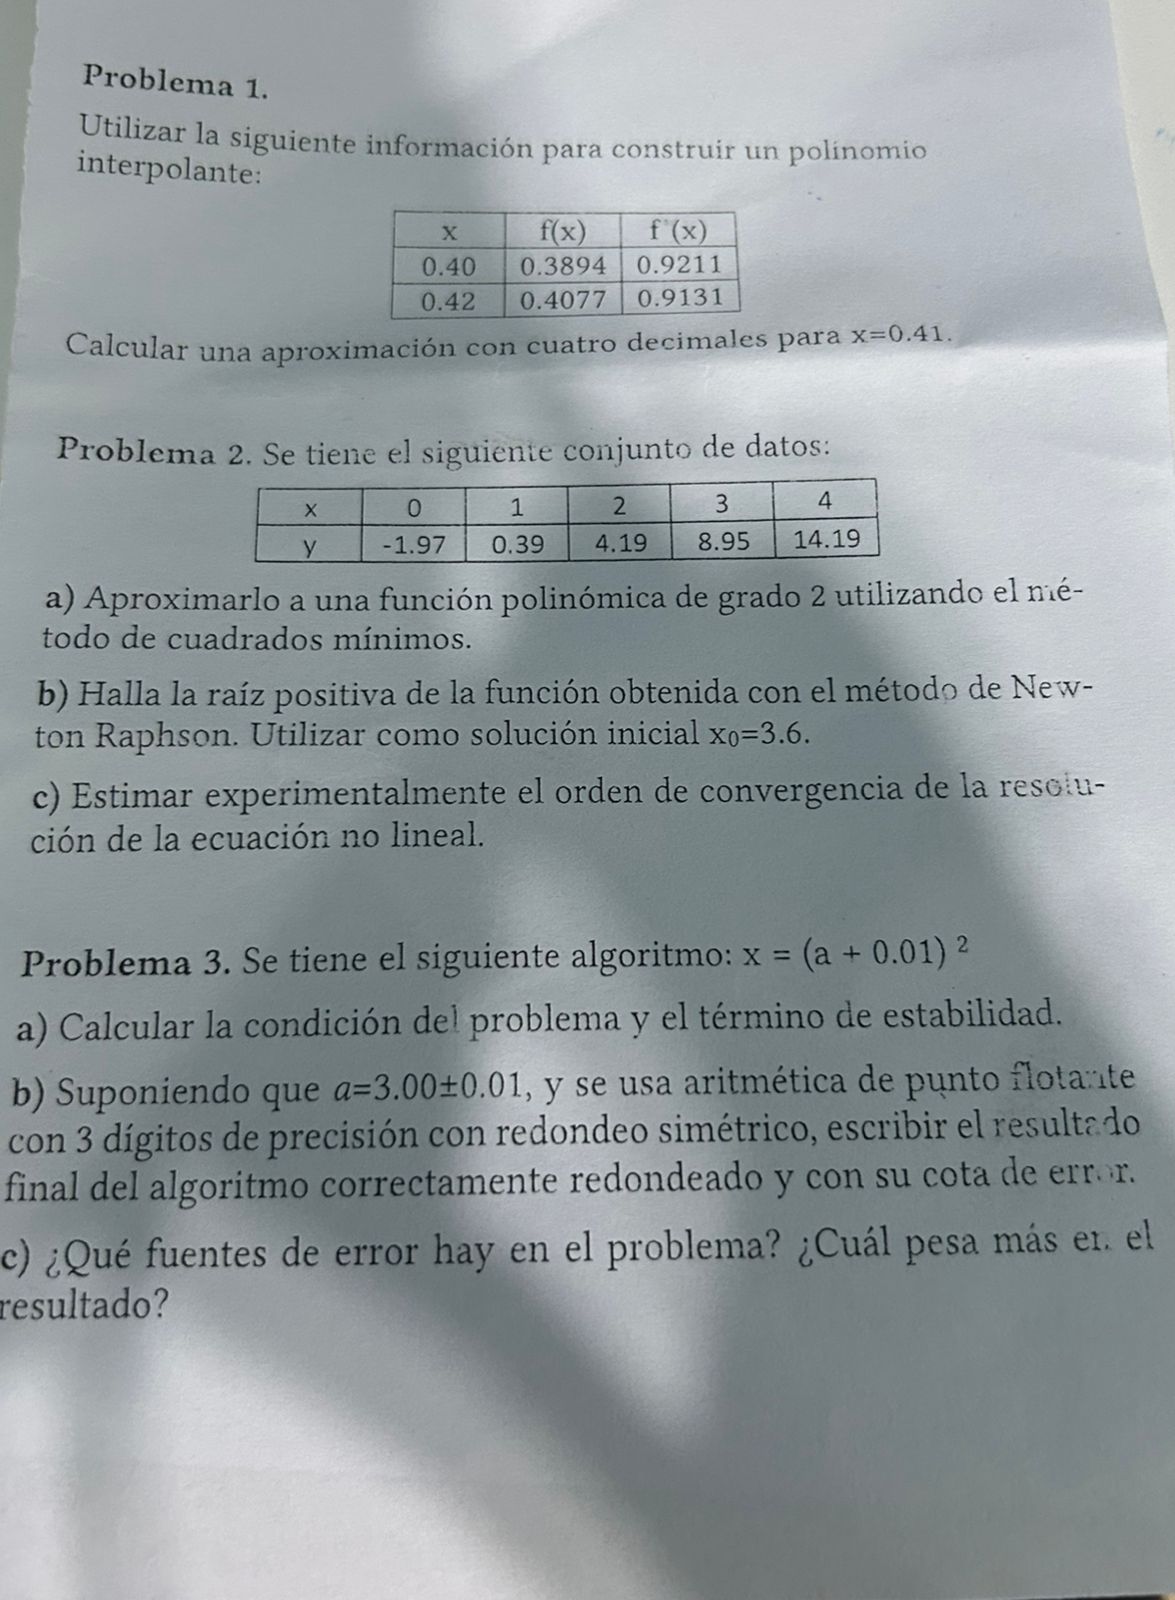 Problema 1.
Utilizar la siguiente información para construir un polinomio
interpolante:
x f(x) f'(x)
0.40 0.3894 0.9211
0.42 0.4077 0.9131
Calcular una aproximación con cuatro decimales para x=0.41.
Problema 2. Se tiene el siguiente conjunto de datos:
x 0 1 2 3 4
y -1.97 0.39 4.19 8.95 14.19
a) Aproximarlo a una función polinómica de grado 2 utilizando el mé-
todo de cuadrados mínimos.
b) Halla la raíz positiva de la función obtenida con el método de New-
ton Raphson. Utilizar como solución inicial x₀=3.6.
c) Estimar experimentalmente el orden de convergencia de la resolu-
ción de la ecuación no lineal.
Problema 3. Se tiene el siguiente algoritmo: x = (a + 0.01) ²
a) Calcular la condición del problema y el término de estabilidad.
b) Suponiendo que a=3.00±0.01, y se usa aritmética de punto flotante
con 3 dígitos de precisión con redondeo simétrico, escribir el resultado
final del algoritmo correctamente redondeado y con su cota de error.
c) ¿Qué fuentes de error hay en el problema? ¿Cuál pesa más en el
resultado?